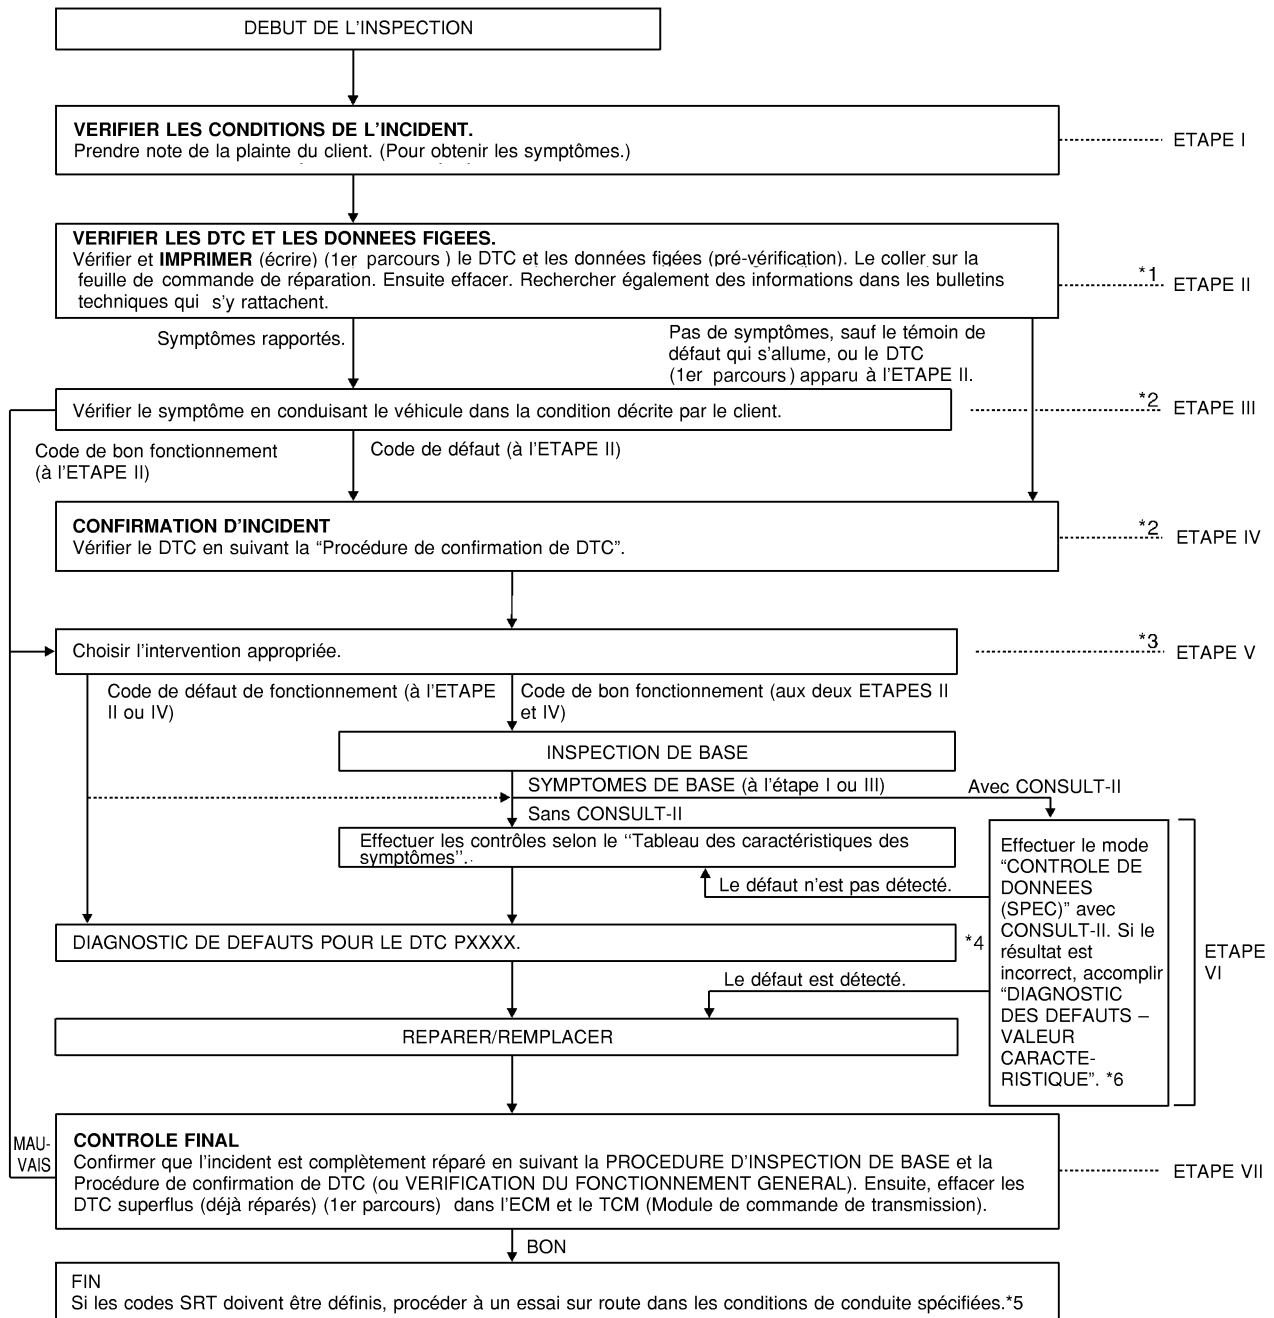 DEBUT DE L'INSPECTION
VERIFIER LES CONDITIONS DE L'INCIDENT.
Prendre note de la plainte du client. (Pour obtenir les symptômes.)
ETAPE I
VERIFIER LES DTC ET LES DONNEES FIGEES.
Vérifier et IMPRIMER (écrire) (1er parcours ) le DTC et les données figées (pré-vérification). Le coller sur la
feuille de commande de réparation. Ensuite effacer. Rechercher également des informations dans les bulletins
techniques qui s'y rattachent.
*1
ETAPE II
Symptômes rapportés.
Pas de symptômes, sauf le témoin de
défaut qui s'allume, ou le DTC
(1er parcours ) apparu à l'ETAPE II.
Vérifier le symptôme en conduisant le véhicule dans la condition décrite par le client.
*2
ETAPE III
Code de bon fonctionnement
(à l'ETAPE II)
Code de défaut (à l'ETAPE II)
CONFIRMATION D'INCIDENT
Vérifier le DTC en suivant la “Procédure de confirmation de DTC”.
*2
ETAPE IV
Choisir l'intervention appropriée.
*3
ETAPE V
Code de défaut de fonctionnement (à l'ETAPE
II ou IV)
Code de bon fonctionnement (aux deux ETAPES II
et IV)
INSPECTION DE BASE
SYMPTOMES DE BASE (à l'étape I ou III)
Avec CONSULT-II
Sans CONSULT-II
Effectuer les contrôles selon le ‘‘Tableau des caractéristiques des
symptômes’’.
Le défaut n'est pas détecté.
Effectuer le mode
“CONTROLE DE
DONNEES
(SPEC)” avec
CONSULT-II. Si le
résultat est
incorrect, accomplir
“DIAGNOSTIC
DES DEFAUTS –
VALEUR
CARACTE-
RISTIQUE”. *6
ETAPE
VI
DIAGNOSTIC DE DEFAUTS POUR LE DTC PXXXX.
*4
Le défaut est détecté.
REPARER/REMPLACER
MAU-
VAIS
CONTROLE FINAL
Confirmer que l'incident est complètement réparé en suivant la PROCEDURE D'INSPECTION DE BASE et la
Procédure de confirmation de DTC (ou VERIFICATION DU FONCTIONNEMENT GENERAL). Ensuite, effacer les
DTC superflus (déjà réparés) (1er parcours) dans l'ECM et le TCM (Module de commande de transmission).
ETAPE VII
BON
FIN
Si les codes SRT doivent être définis, procéder à un essai sur route dans les conditions de conduite spécifiées.*5